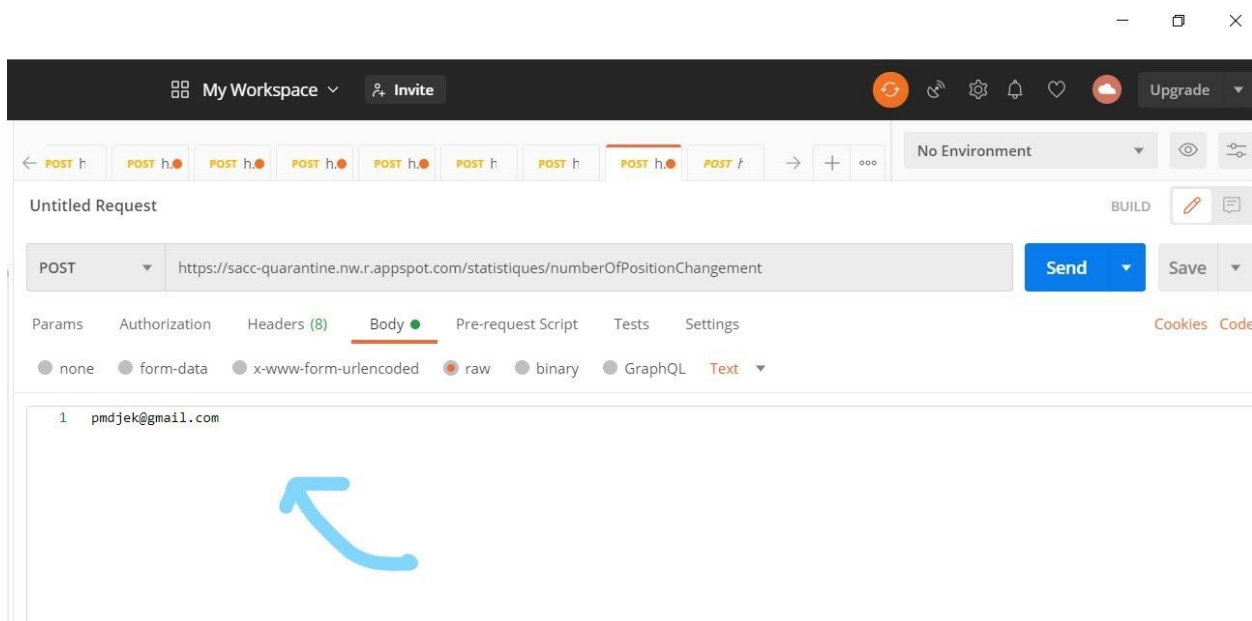 My Workspace Invite Upgrade
POST h POST h. POST h. POST h. POST h. POST h POST h POST h. POST h No Environment
Untitled Request BUILD
POST https://sacc-quarantine.nw.r.appspot.com/statistiques/numberOfPositionChangement Send Save
Params Authorization Headers (8) Body Pre-request Script Tests Settings Cookies Code
none form-data x-www-form-urlencoded raw binary GraphQL Text
1 pmdjek@gmail.com